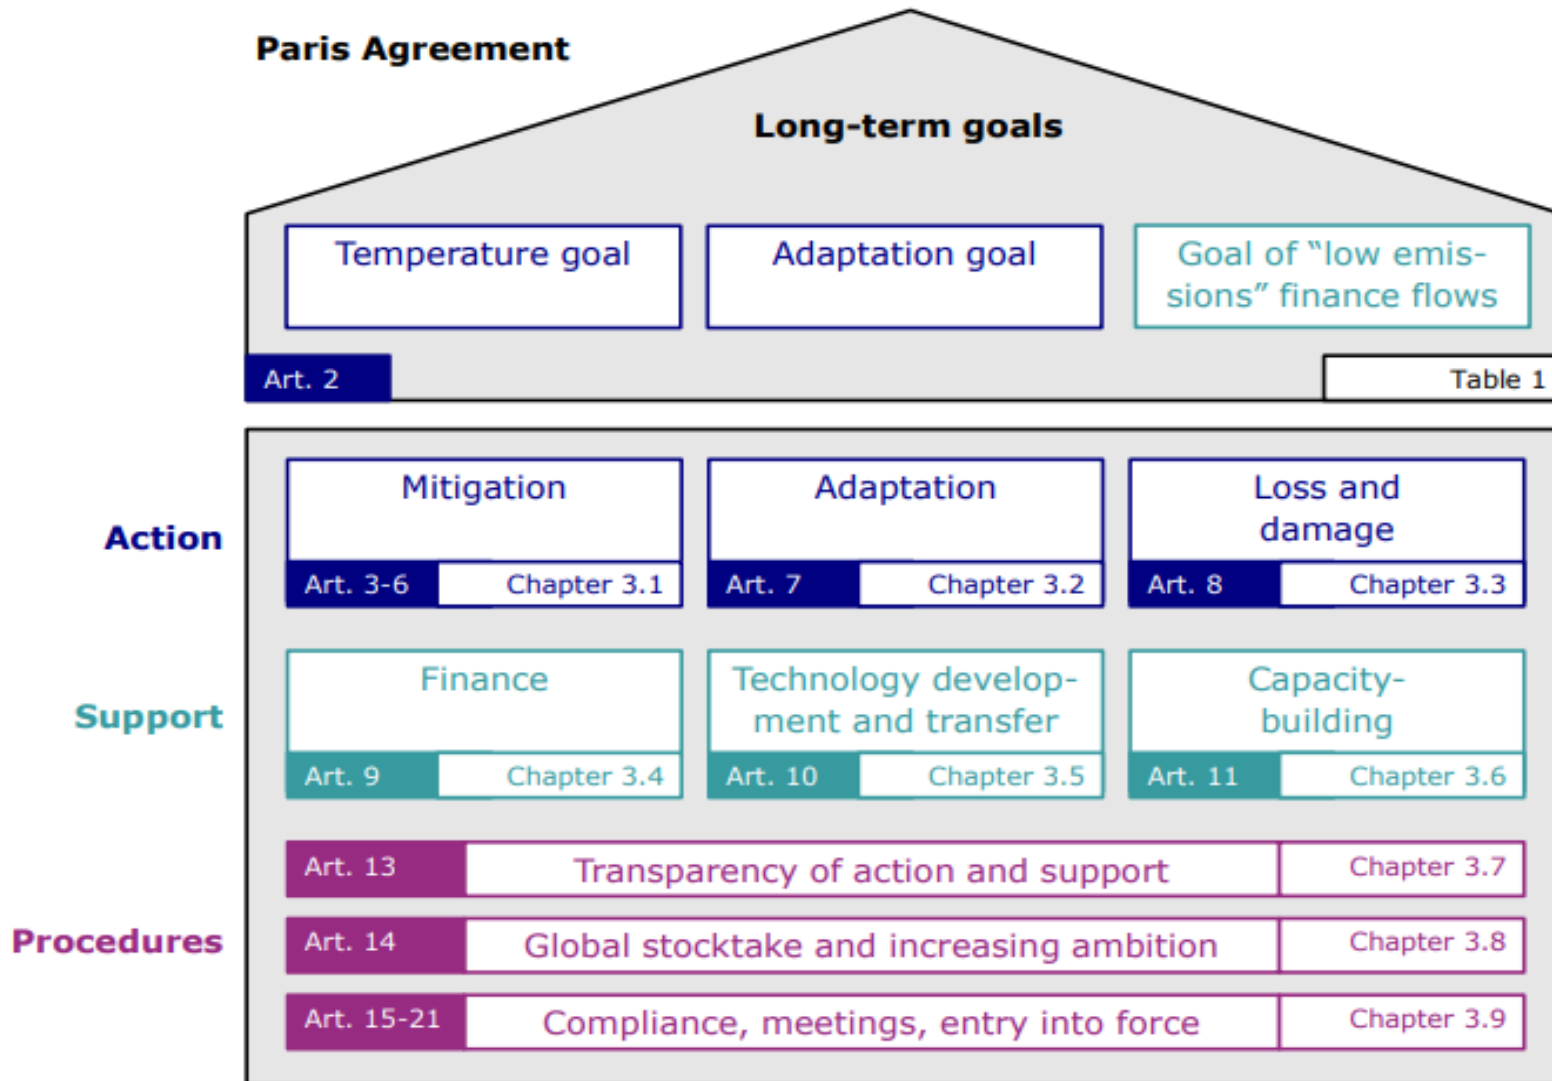 Paris Agreement
Long-term goals
Temperature goal
Adaptation goal
Goal of “low emis-
sions” finance flows
Art. 2
Table 1
Action
Mitigation
Art. 3-6
Chapter 3.1
Adaptation
Art. 7
Chapter 3.2
Loss and
damage
Art. 8
Chapter 3.3
Support
Finance
Art. 9
Chapter 3.4
Technology develop-
ment and transfer
Art. 10
Chapter 3.5
Capacity-
building
Art. 11
Chapter 3.6
Procedures
Art. 13
Transparency of action and support
Chapter 3.7
Art. 14
Global stocktake and increasing ambition
Chapter 3.8
Art. 15-21
Compliance, meetings, entry into force
Chapter 3.9